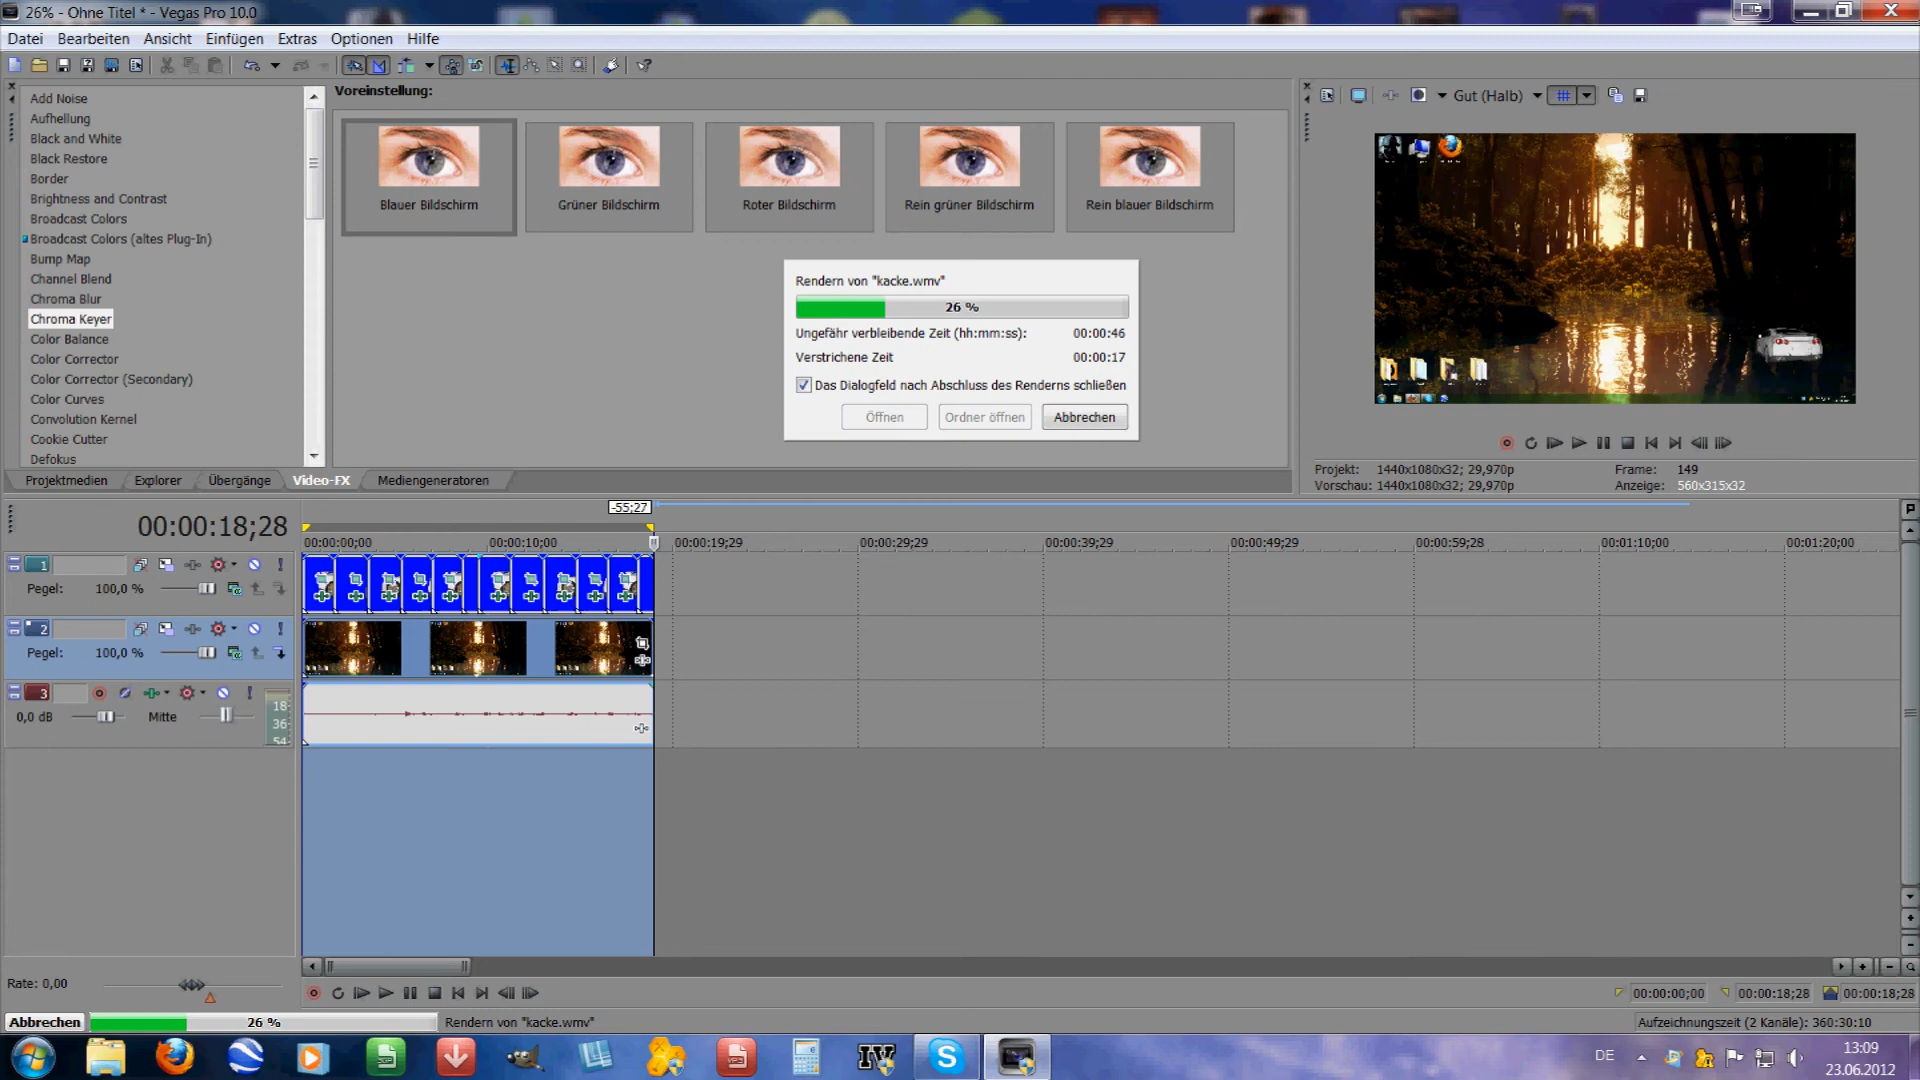 26% - Ohne Titel * - Vegas Pro 10.0
Datei Bearbeiten Ansicht Einfügen Extras Optionen Hilfe
Add Noise
Aufhellung
Black and White
Black Restore
Border
Brightness and Contrast
Broadcast Colors
Broadcast Colors (altes Plug-In)
Bump Map
Channel Blend
Chroma Blur
Chroma Keyer
Color Balance
Color Corrector
Color Corrector (Secondary)
Color Curves
Convolution Kernel
Cookie Cutter
Defokus
Voreinstellung:
Blauer Bildschirm Grüner Bildschirm Roter Bildschirm Rein grüner Bildschirm Rein blauer Bildschirm
Rendern von "kacke.wmv"
26 %
Ungefähr verbleibende Zeit (hh:mm:ss): 00:00:46
Verstrichene Zeit 00:00:17
Das Dialogfeld nach Abschluss des Renderns schließen
Öffnen Ordner öffnen Abbrechen
Gut (Halb)
Projekt: 1440x1080x32; 29,970p Frame: 149
Vorschau: 1440x1080x32; 29,970p Anzeige: 560x315x32
Projektmedien Explorer Übergänge Video-FX Mediengeneratoren
-55;27
00:00:18;28
00:00:00;00 00:00:10;00 00:00:19;29 00:00:29;29 00:00:39;29 00:00:49;29 00:00:59;28 00:01:10;00 00:01:20;00
1
Pegel: 100,0 %
2
Pegel: 100,0 %
3
0,0 dB Mitte
18
36
54
Rate: 0,00
00:00:00;00 00:00:18;28 00:00:18;28
Abbrechen 26 % Rendern von "kacke.wmv"
Aufzeichnungszeit (2 Kanäle): 360:30:10
IV
DE
13:09
23.06.2012